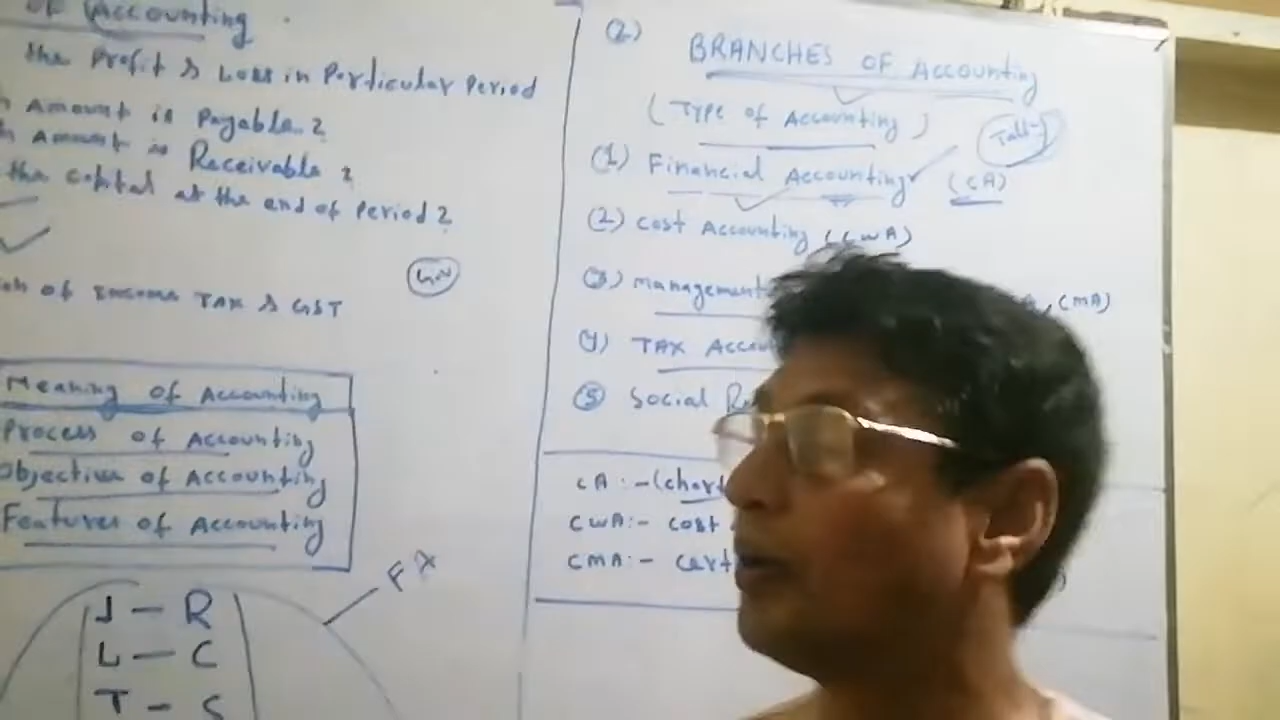 of Accounting
the Profit & Loss in Particular Period
Amount is Payable ?
Amount is Receivable ?
the capital at the end of Period ?
of Income TAX & GST
Meaning of Accounting
Process of Accounting
Objective of Accounting
Features of Accounting
J - R
L - C
T - S
(2) BRANCHES OF Accounting
(Type of Accounting)
Tally
(1) Financial Accounting (CA)
(2) Cost Accounting (CWA)
(3) management , (MA)
4) TAX
(5) Social
CA :- (chart
CWA:- cost
CMA:- cert